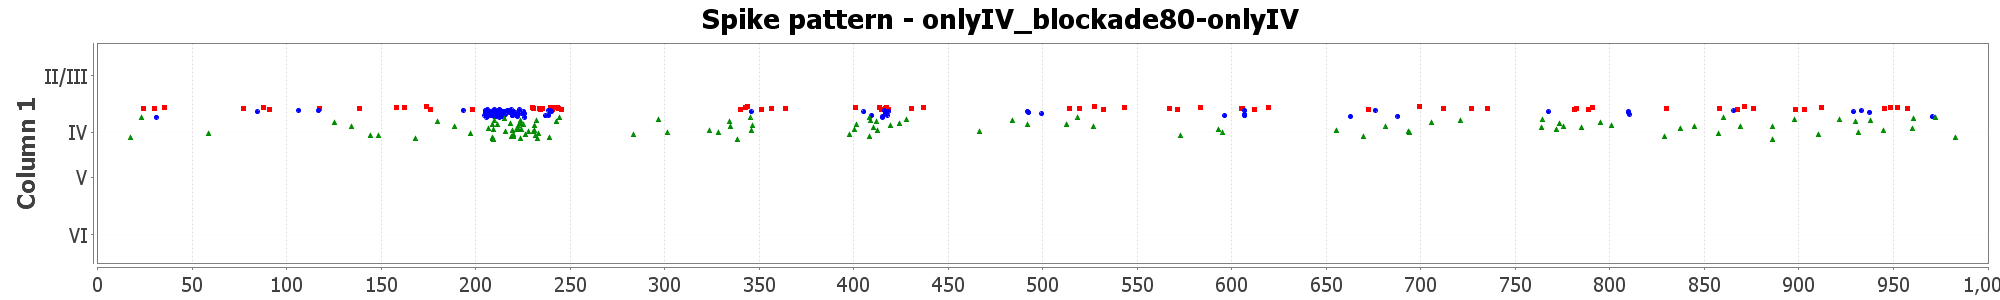 Spike pattern - onlyIV_blockade80-onlyIV
Column 1
II/III
IV
V
VI
0 50 100 150 200 250 300 350 400 450 500 550 600 650 700 750 800 850 900 950 1,00